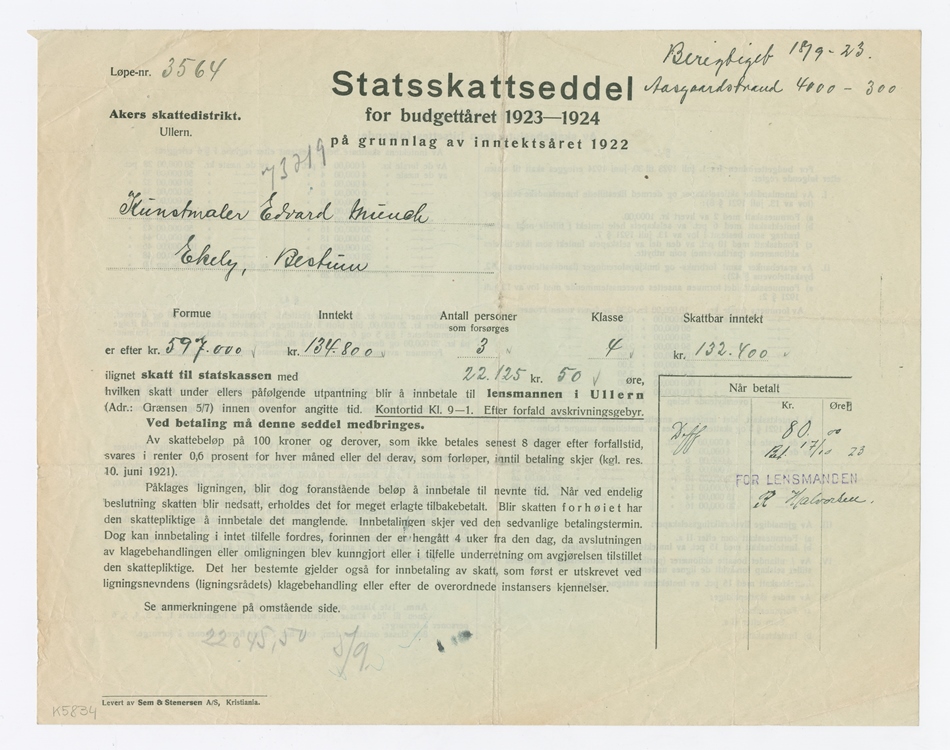 Løpe-nr. 3564
Berigtiget 18/9-23.
Aasgaardstrand 4000 - 300
Statsskattseddel
for budgettåret 1923—1924
på grunnlag av inntektsåret 1922
Akers skattedistrikt.
Ullern.
Kunstmaler Edvard Munch
Ekely, Bestum
Formue Inntekt Antall personer som forsørges Klasse Skattbar inntekt
er efter kr. 597.000 kr. 134.800 3 4 kr. 132.400
ilignet skatt til statskassen med 22.125 kr. 50 øre,
hvilken skatt under ellers påfølgende utpantning blir å innbetale til lensmannen i Ullern
(Adr.: Grænsen 5/7) innen ovenfor angitte tid. Kontortid Kl. 9—1. Efter forfald avskrivningsgebyr.
Ved betaling må denne seddel medbringes.
Av skattebeløp på 100 kroner og derover, som ikke betales senest 8 dager efter forfallstid,
svares i renter 0,6 prosent for hver måned eller del derav, som forløper, inntil betaling skjer (kgl. res.
10. juni 1921).
Påklages ligningen, blir dog foranstående beløp å innbetale til nevnte tid. Når ved endelig
beslutning skatten blir nedsatt, erholdes det for meget erlagte tilbakebetalt. Blir skatten forhøiet har
den skattepliktige å innbetale det manglende. Innbetalingen skjer ved den sedvanlige betalingstermin.
Dog kan innbetaling i intet tilfelle fordres, forinnen der er hengått 4 uker fra den dag, da avslutningen
av klagebehandlingen eller omligningen blev kunngjort eller i tilfelle underretning om avgjørelsen tilstillet
den skattepliktige. Det her bestemte gjelder også for innbetaling av skatt, som først er utskrevet ved
ligningsnevndens (ligningsrådets) klagebehandling eller efter de overordnede instansers kjennelser.
Se anmerkningene på omstående side.
Når betalt
Kr. Øre
Diff 80. 00
Bet. 17/10 23
FOR LENSMANDEN
R Halvorsen.
5/9.
Levert av Sem & Stenersen A/S, Kristiania.
K5834